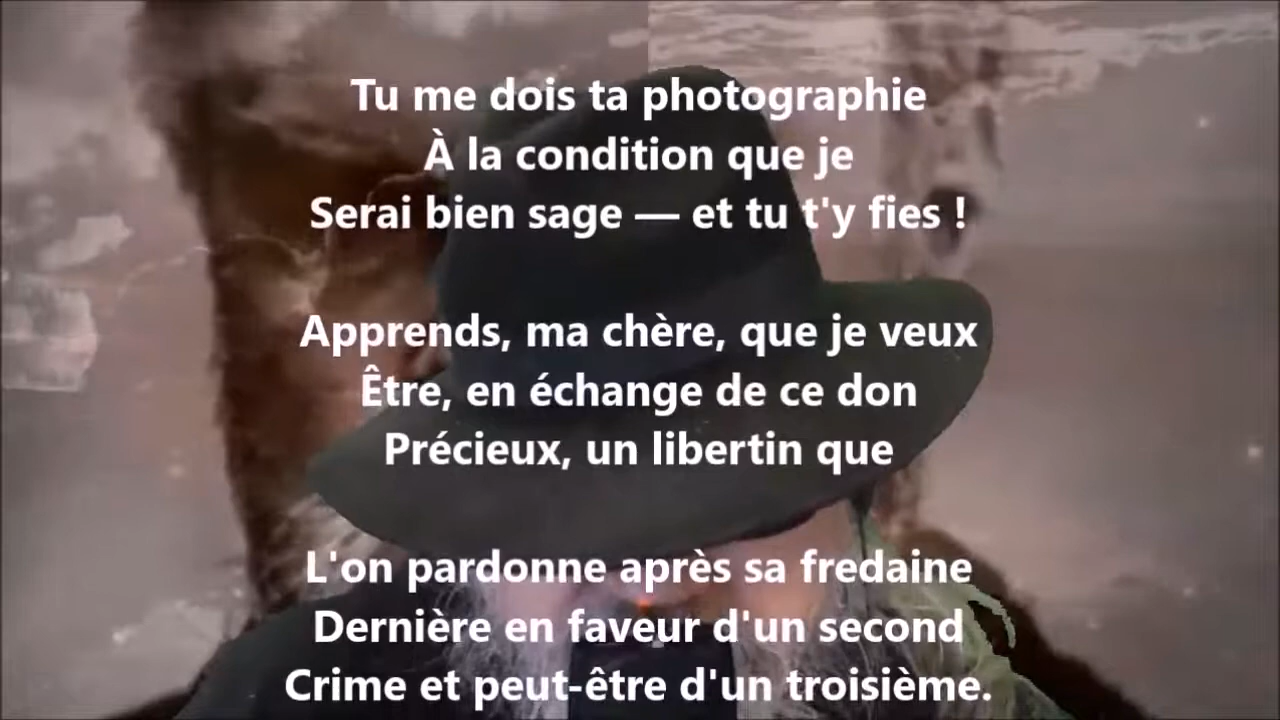 Tu me dois ta photographie
À la condition que je
Serai bien sage — et tu t'y fies !
Apprends, ma chère, que je veux
Être, en échange de ce don
Précieux, un libertin que
L'on pardonne après sa fredaine
Dernière en faveur d'un second
Crime et peut-être d'un troisième.